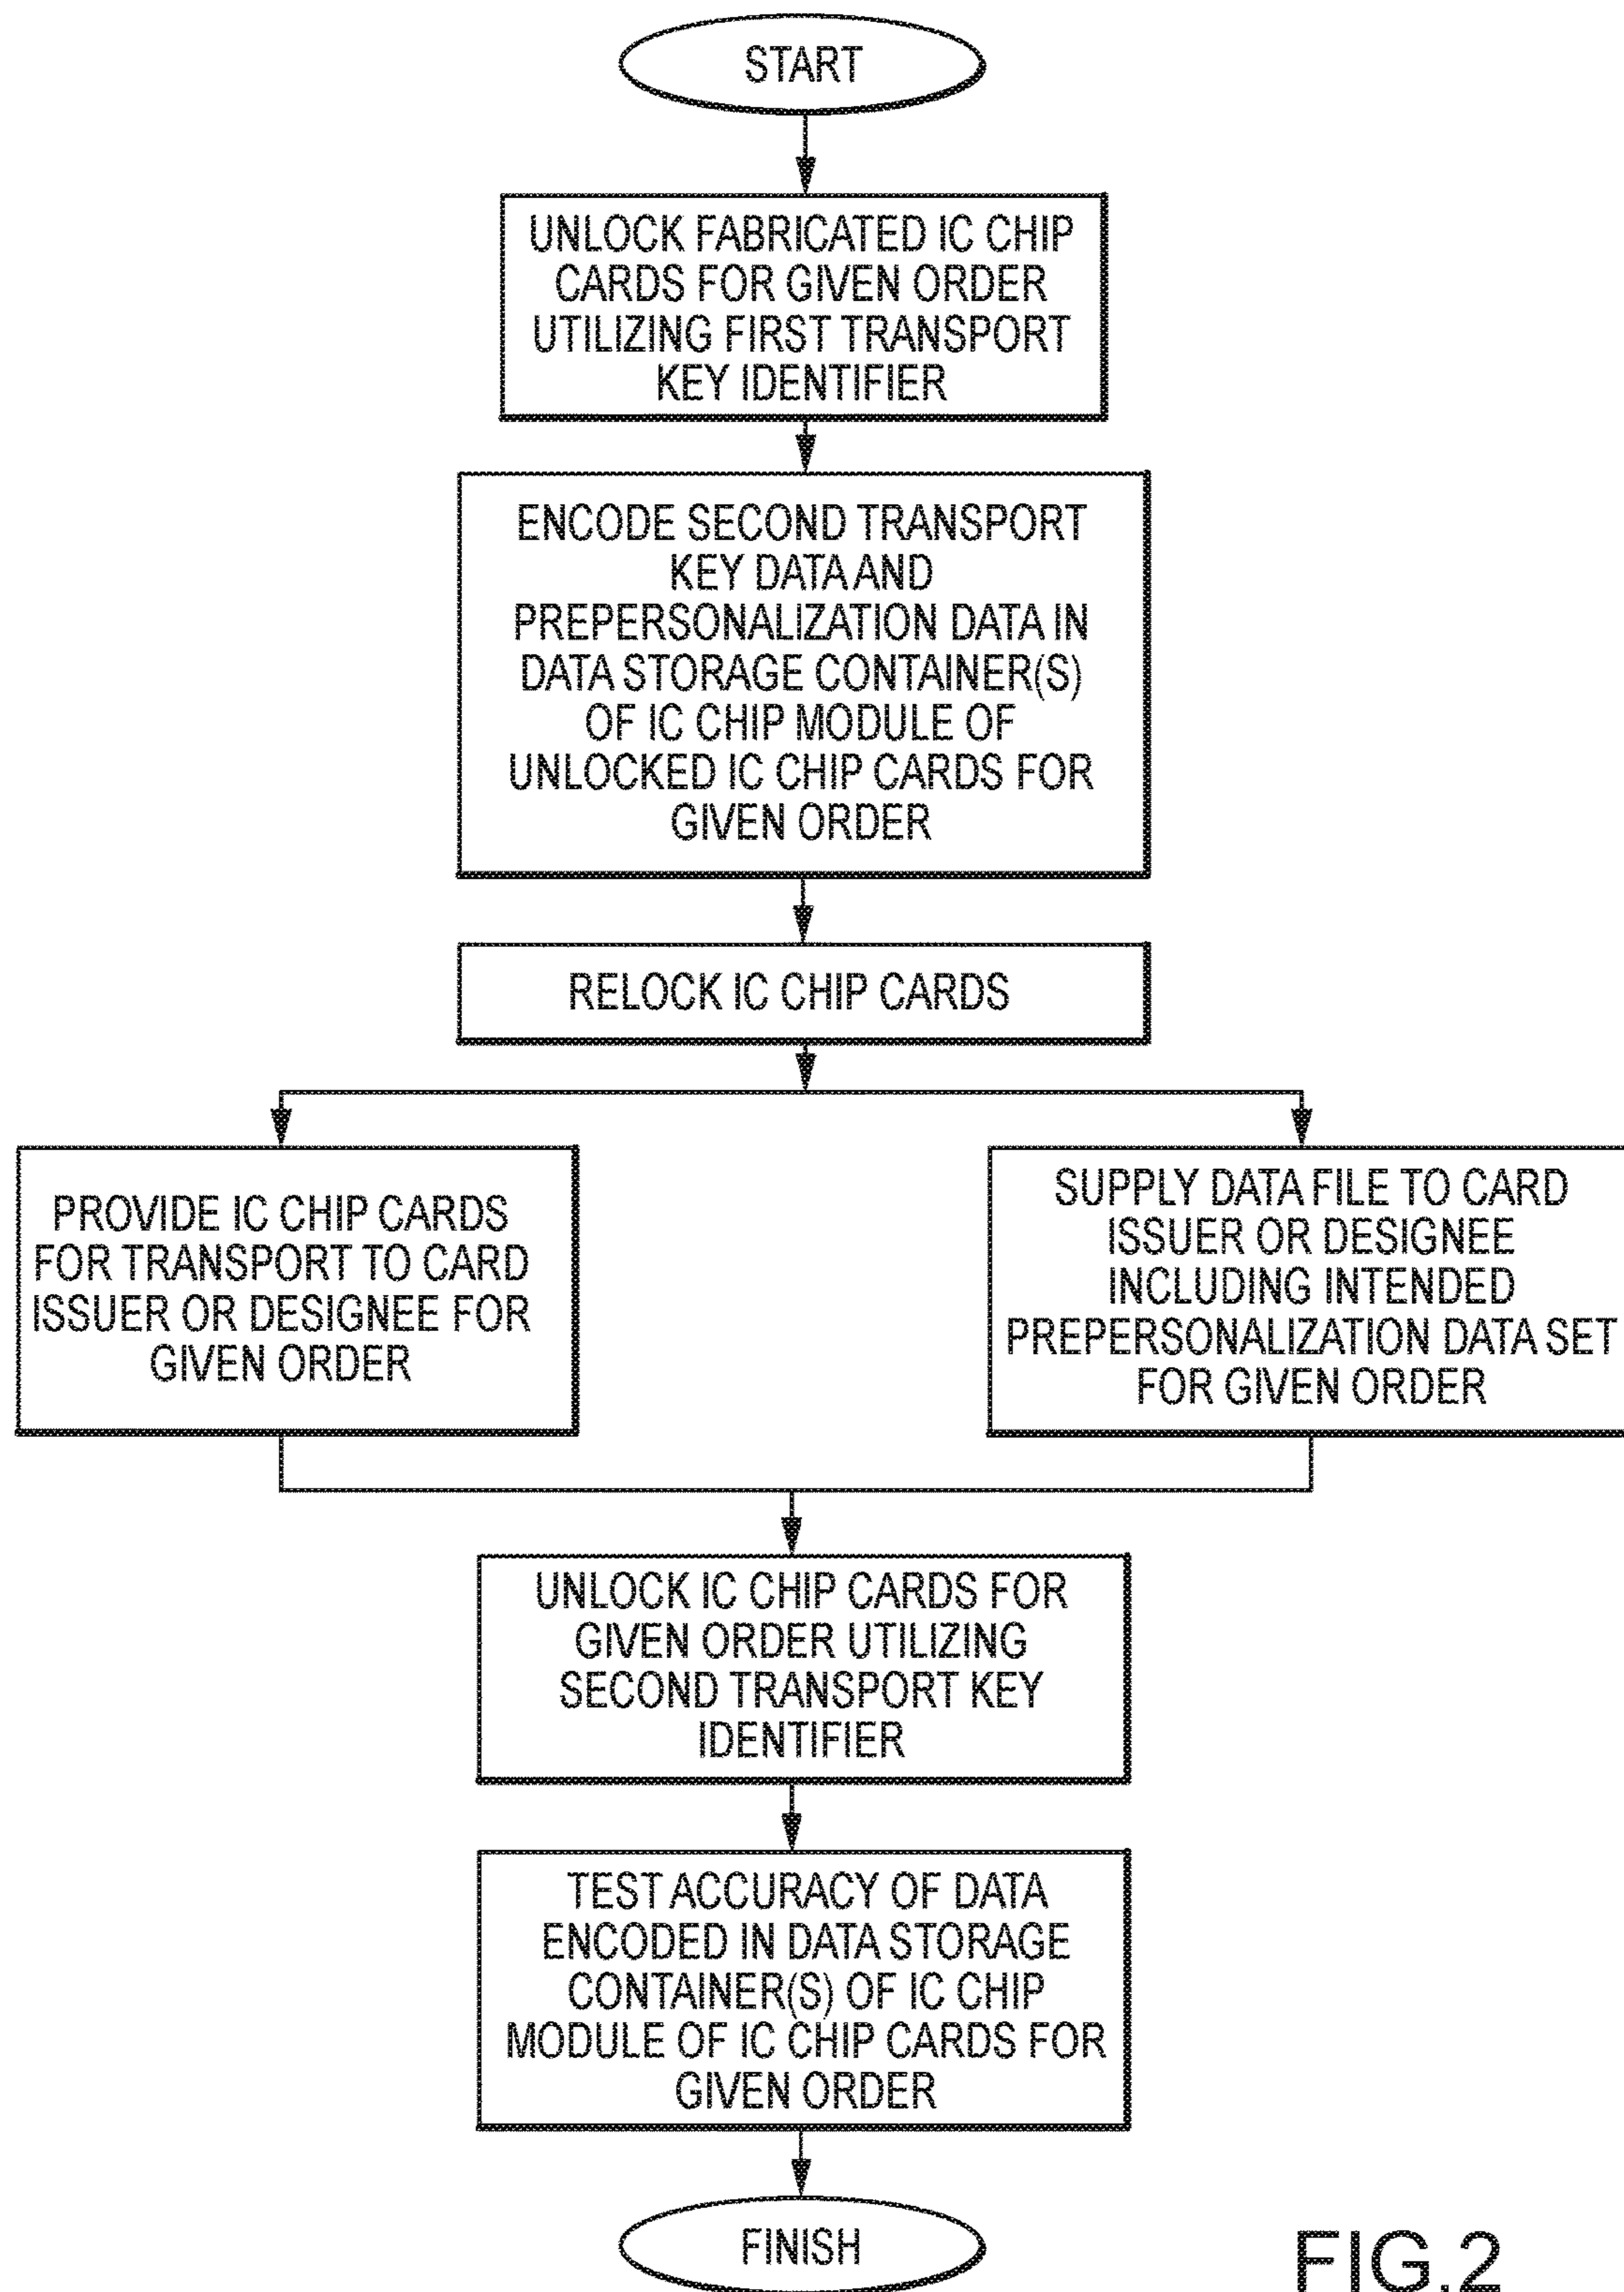 START
UNLOCK FABRICATED IC CHIP
CARDS FOR GIVEN ORDER
UTILIZING FIRST TRANSPORT
KEY IDENTIFIER
ENCODE SECOND TRANSPORT
KEY DATA AND
PREPERSONALIZATION DATA IN
DATA STORAGE CONTAINER(S)
OF IC CHIP MODULE OF
UNLOCKED IC CHIP CARDS FOR
GIVEN ORDER
RELOCK IC CHIP CARDS
PROVIDE IC CHIP CARDS
FOR TRANSPORT TO CARD
ISSUER OR DESIGNEE FOR
GIVEN ORDER
SUPPLY DATA FILE TO CARD
ISSUER OR DESIGNEE
INCLUDING INTENDED
PREPERSONALIZATION DATA SET
FOR GIVEN ORDER
UNLOCK IC CHIP CARDS FOR
GIVEN ORDER UTILIZING
SECOND TRANSPORT KEY
IDENTIFIER
TEST ACCURACY OF DATA
ENCODED IN DATA STORAGE
CONTAINER(S) OF IC CHIP
MODULE OF IC CHIP CARDS FOR
GIVEN ORDER
FINISH
FIG.2